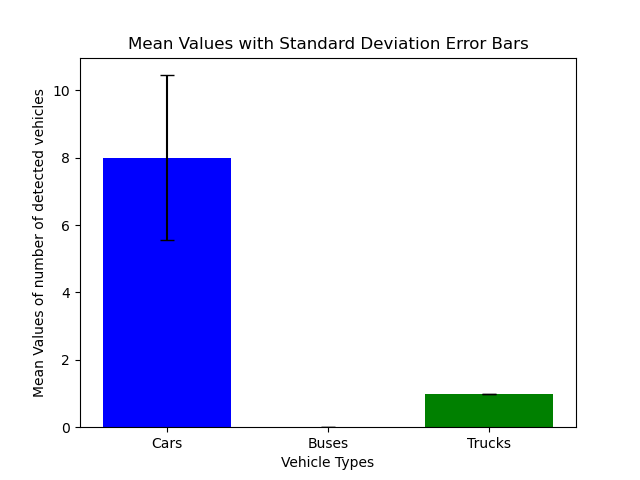 Mean Values with Standard Deviation Error Bars
Mean Values of number of detected vehicles
10
8
6
4
2
0
Cars
Buses
Trucks
Vehicle Types